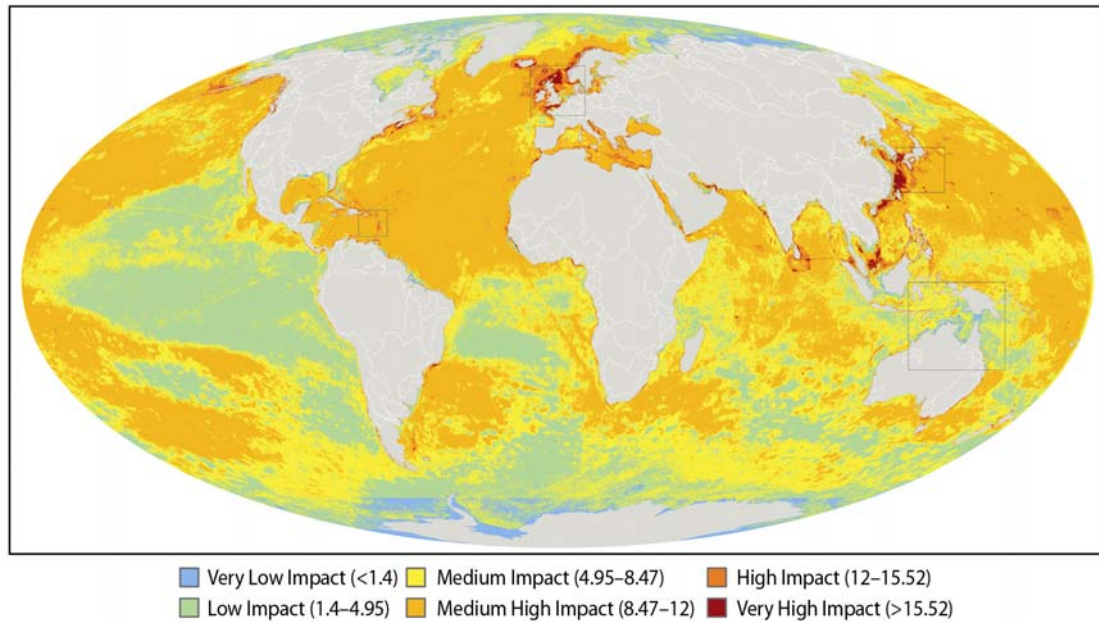 Very Low Impact (<1.4) Medium Impact (4.95–8.47) High Impact (12–15.52)
Low Impact (1.4–4.95) Medium High Impact (8.47–12) Very High Impact (>15.52)